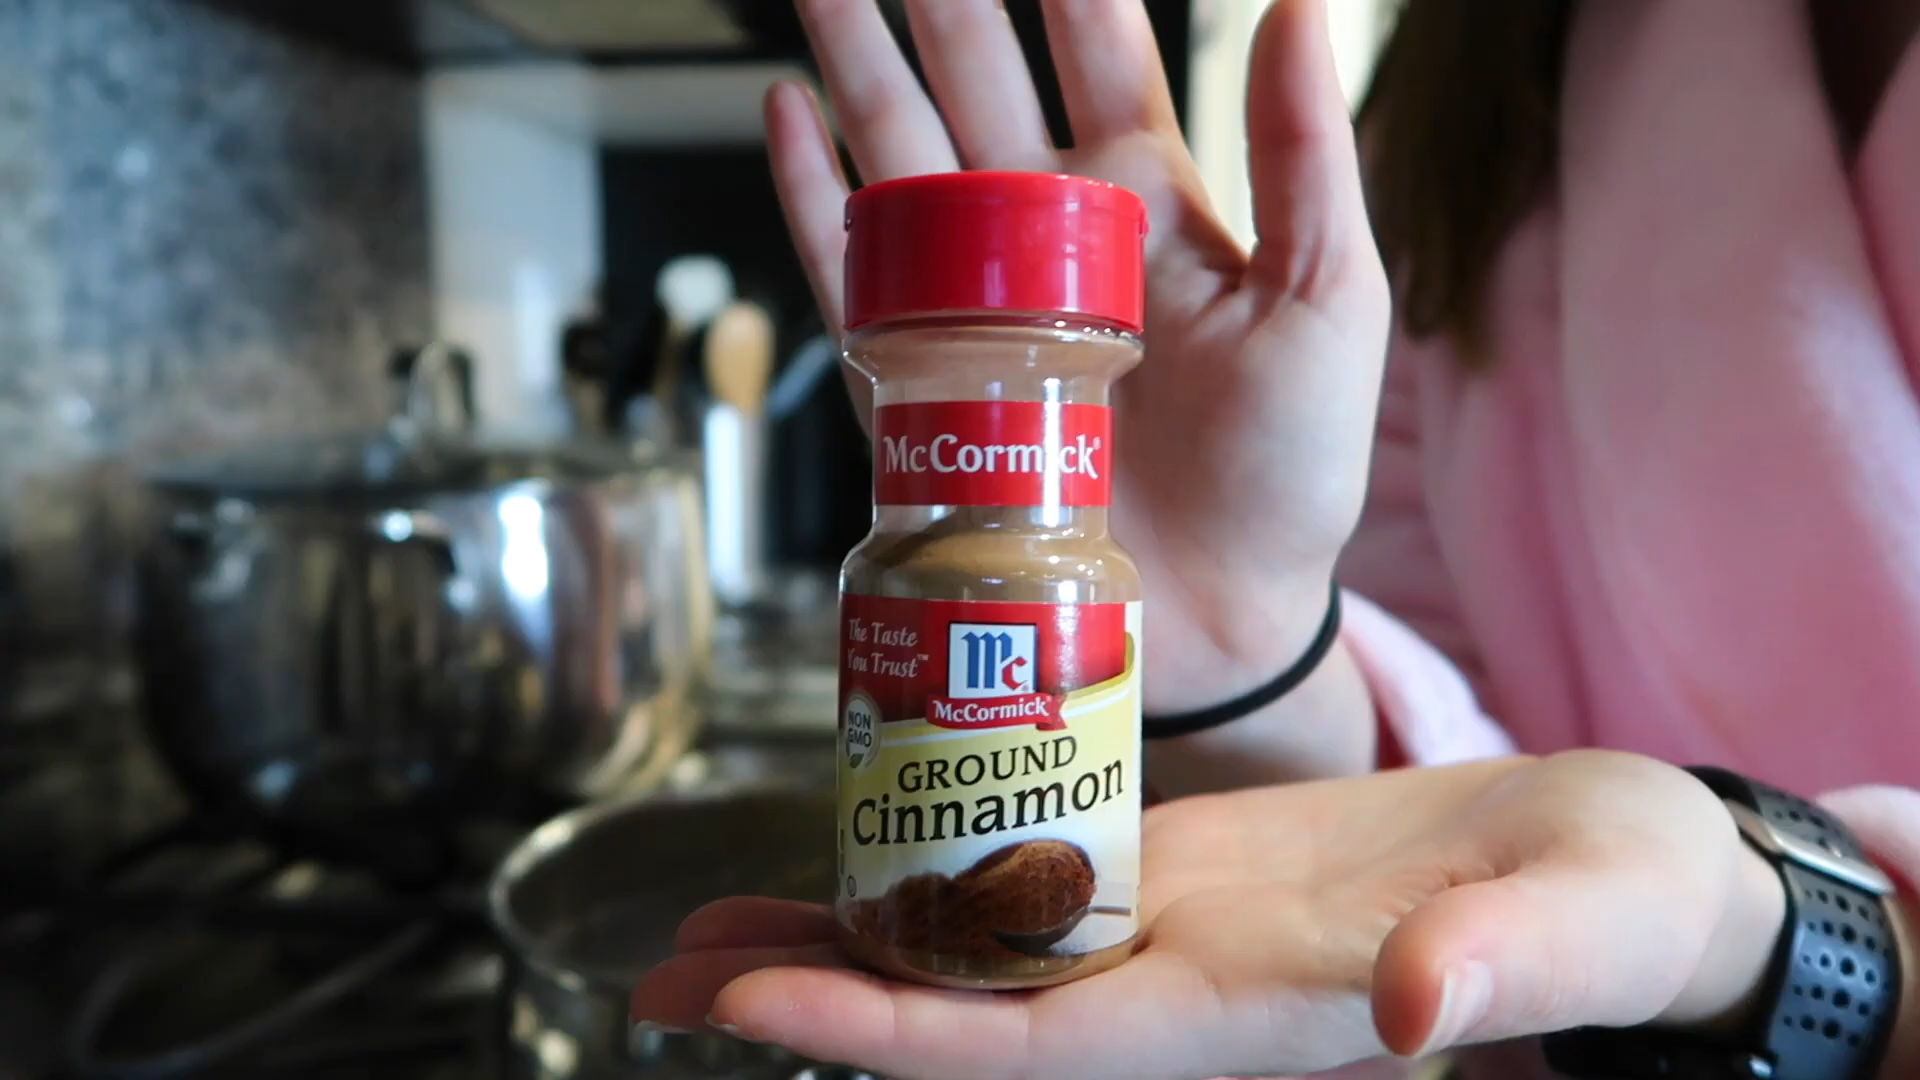 McCormick®
The Taste
You Trust™
Mc®
McCormick®
NON
GMO
GROUND
Cinnamon